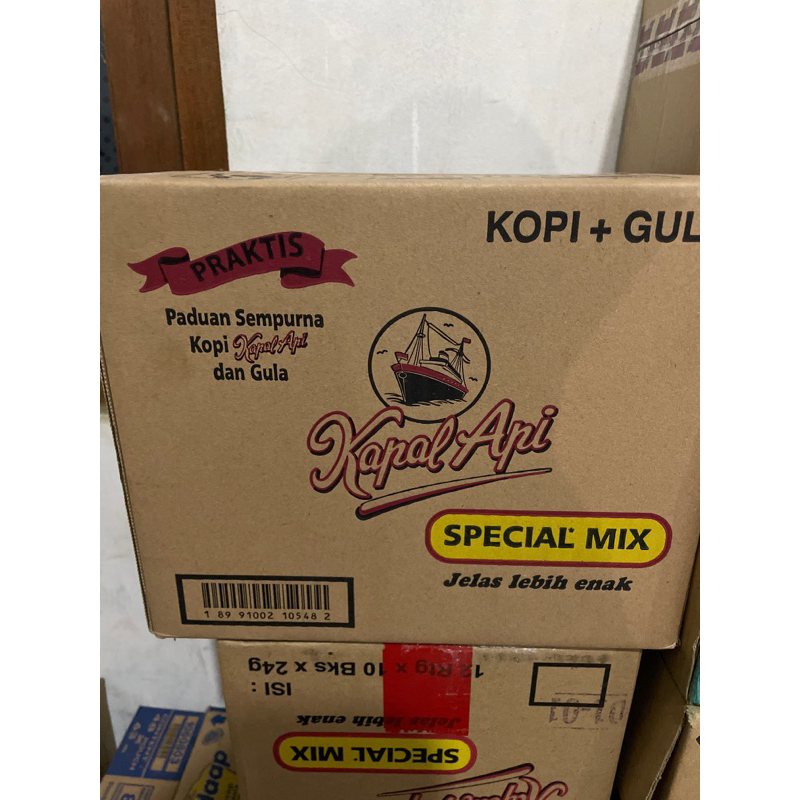 KOPI + GUL
PRAKTIS
Paduan Sempurna
Kopi Kapal Api
dan Gula
Kapal Api
SPECIAL* MIX
Jelas lebih enak
1 89 91002 10548 2
ISI :
12 Rtg x 10 Bks x 24g
Jelas lebih enak
SPECIAL MIX